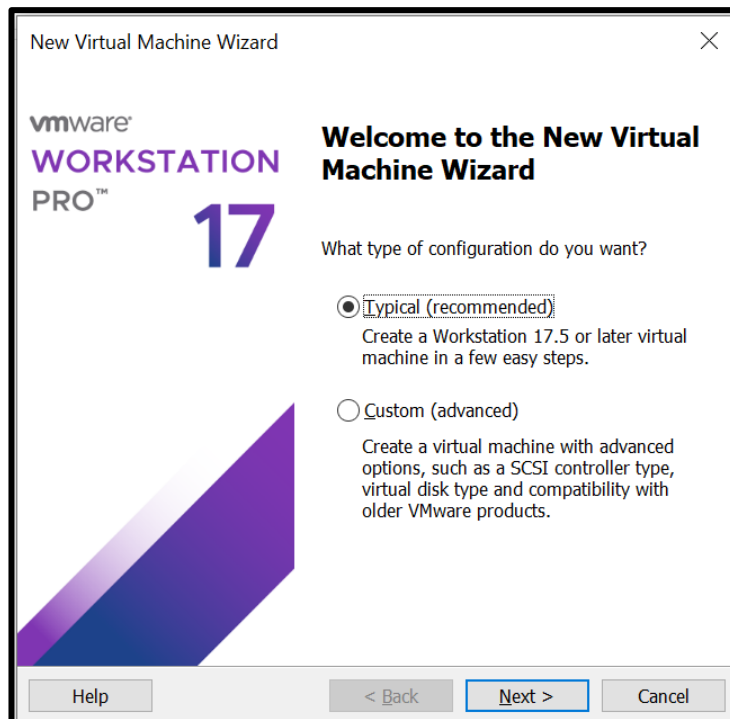 New Virtual Machine Wizard
vmware®
WORKSTATION
PRO™
17
Welcome to the New Virtual
Machine Wizard
What type of configuration do you want?
Typical (recommended)
Create a Workstation 17.5 or later virtual
machine in a few easy steps.
Custom (advanced)
Create a virtual machine with advanced
options, such as a SCSI controller type,
virtual disk type and compatibility with
older VMware products.
Help
< Back
Next >
Cancel